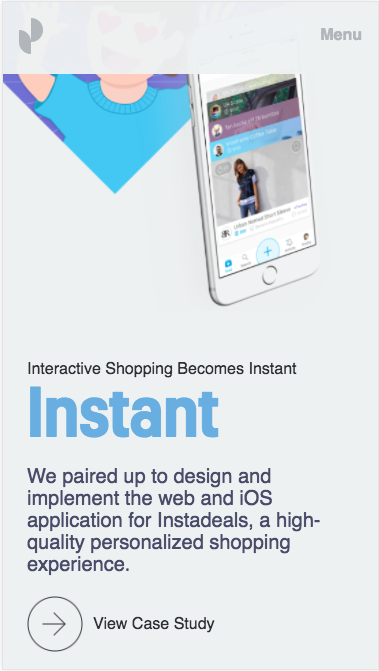 Menu
Interactive Shopping Becomes Instant
Instant
We paired up to design and
implement the web and iOS
application for Instadeals, a high-
quality personalized shopping
experience.
View Case Study